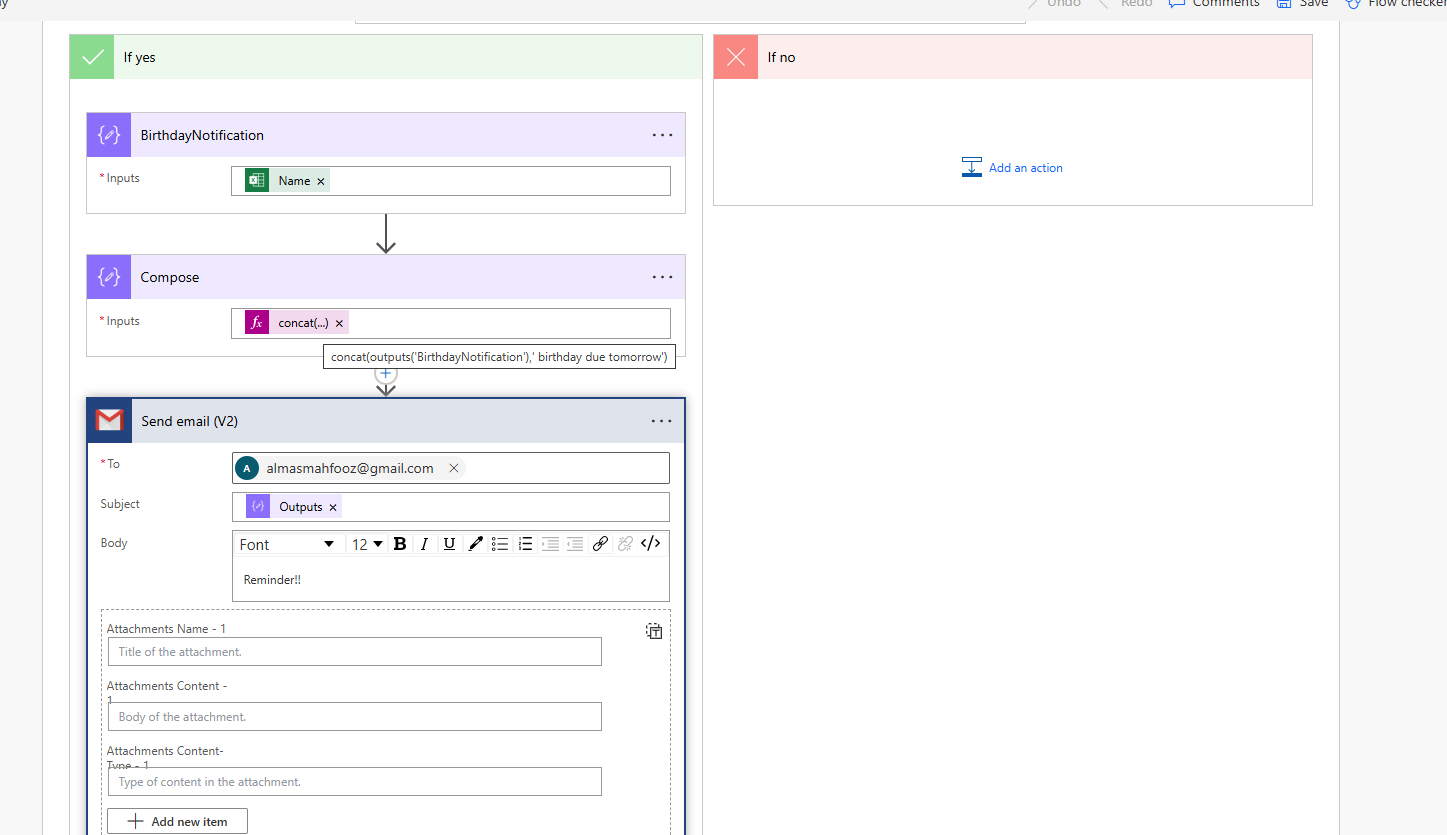 Undo Redo Comments Save Flow checker
If yes
If no
BirthdayNotification
* Inputs
Name
Add an action
Compose
* Inputs
fx concat(...)
concat(outputs('BirthdayNotification'),' birthday due tomorrow')
Send email (V2)
* To
A almasmahfooz@gmail.com
Subject
Outputs
Body
Font 12 B I U </>
Reminder!!
Attachments Name - 1
Title of the attachment.
Attachments Content -
1
Body of the attachment.
Attachments Content-
Type - 1
Type of content in the attachment.
Add new item